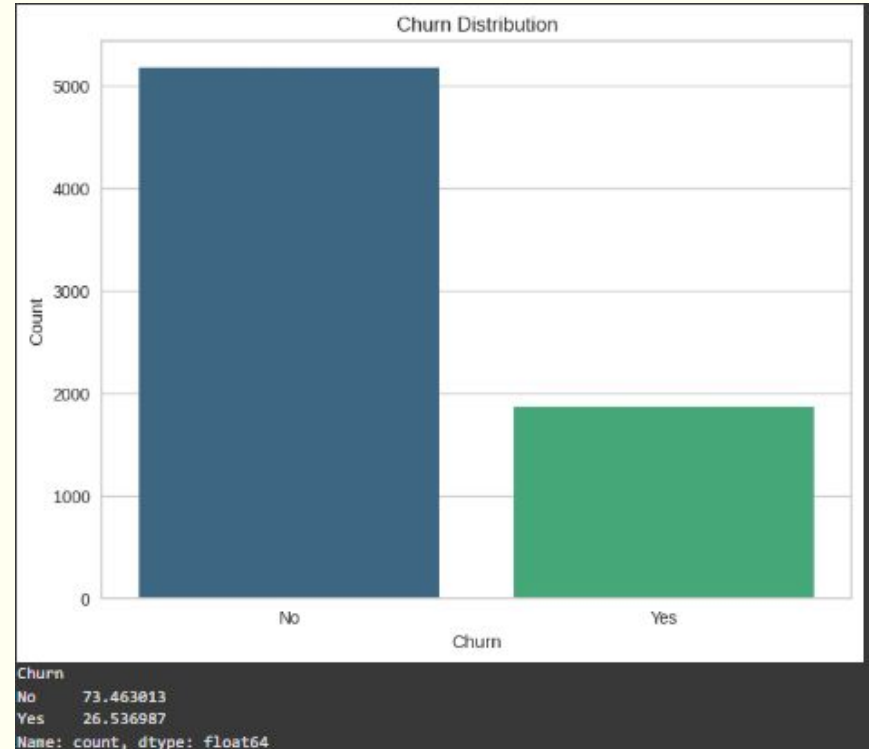 Churn Distribution
5000
4000
3000
2000
1000
0
Count
No Yes
Churn
Churn
No 73.463013
Yes 26.536987
Name: count, dtype: float64